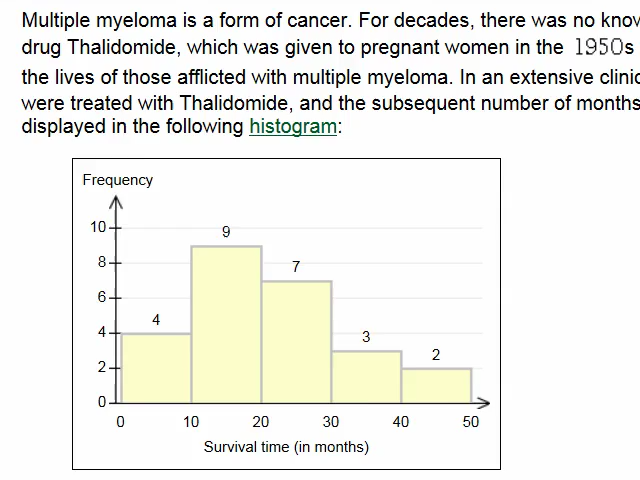 Multiple myeloma is a form of cancer. For decades, there was no
drug Thalidomide, which was given to pregnant women in the 1950s
the lives of those afflicted with multiple myeloma. In an extensive
were treated with Thalidomide, and the subsequent number of months
displayed in the following histogram:
Frequency
10
8
6
4
2
0
4
9
7
3
2
0 10 20 30 40 50
Survival time (in months)